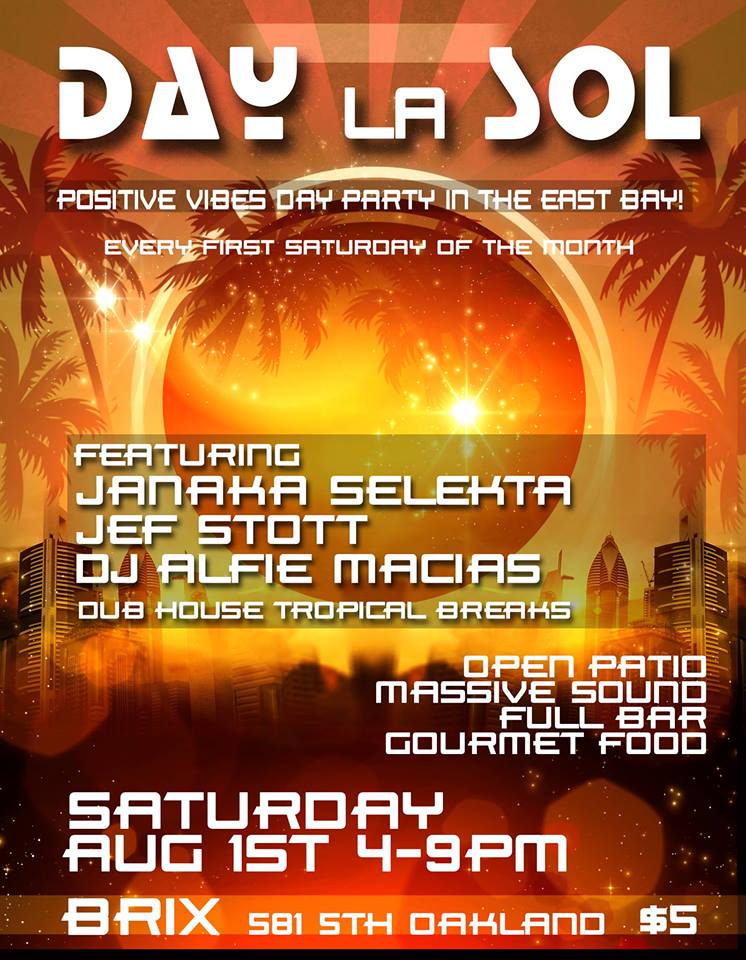 DAY LA SOL
POSITIVE VIBES DAY PARTY IN THE EAST BAY!
EVERY FIRST SATURDAY OF THE MONTH
FEATURING
JANAKA SELEKTA
JEF STOTT
DJ ALFIE MACIAS
DUB HOUSE TROPICAL BREAKS
OPEN PATIO
MASSIVE SOUND
FULL BAR
GOURMET FOOD
SATURDAY
AUG 1ST 4-9PM
BRIX 581 5TH OAKLAND $5